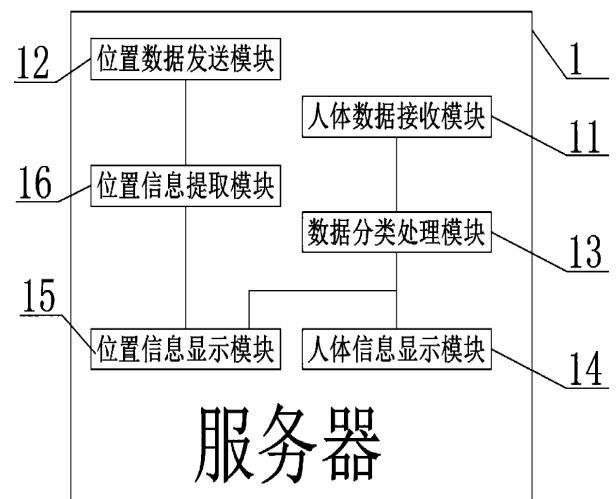 12
位置数据发送模块
1
人体数据接收模块
11
16
位置信息提取模块
数据分类处理模块
13
15
位置信息显示模块
人体信息显示模块
14
服务器